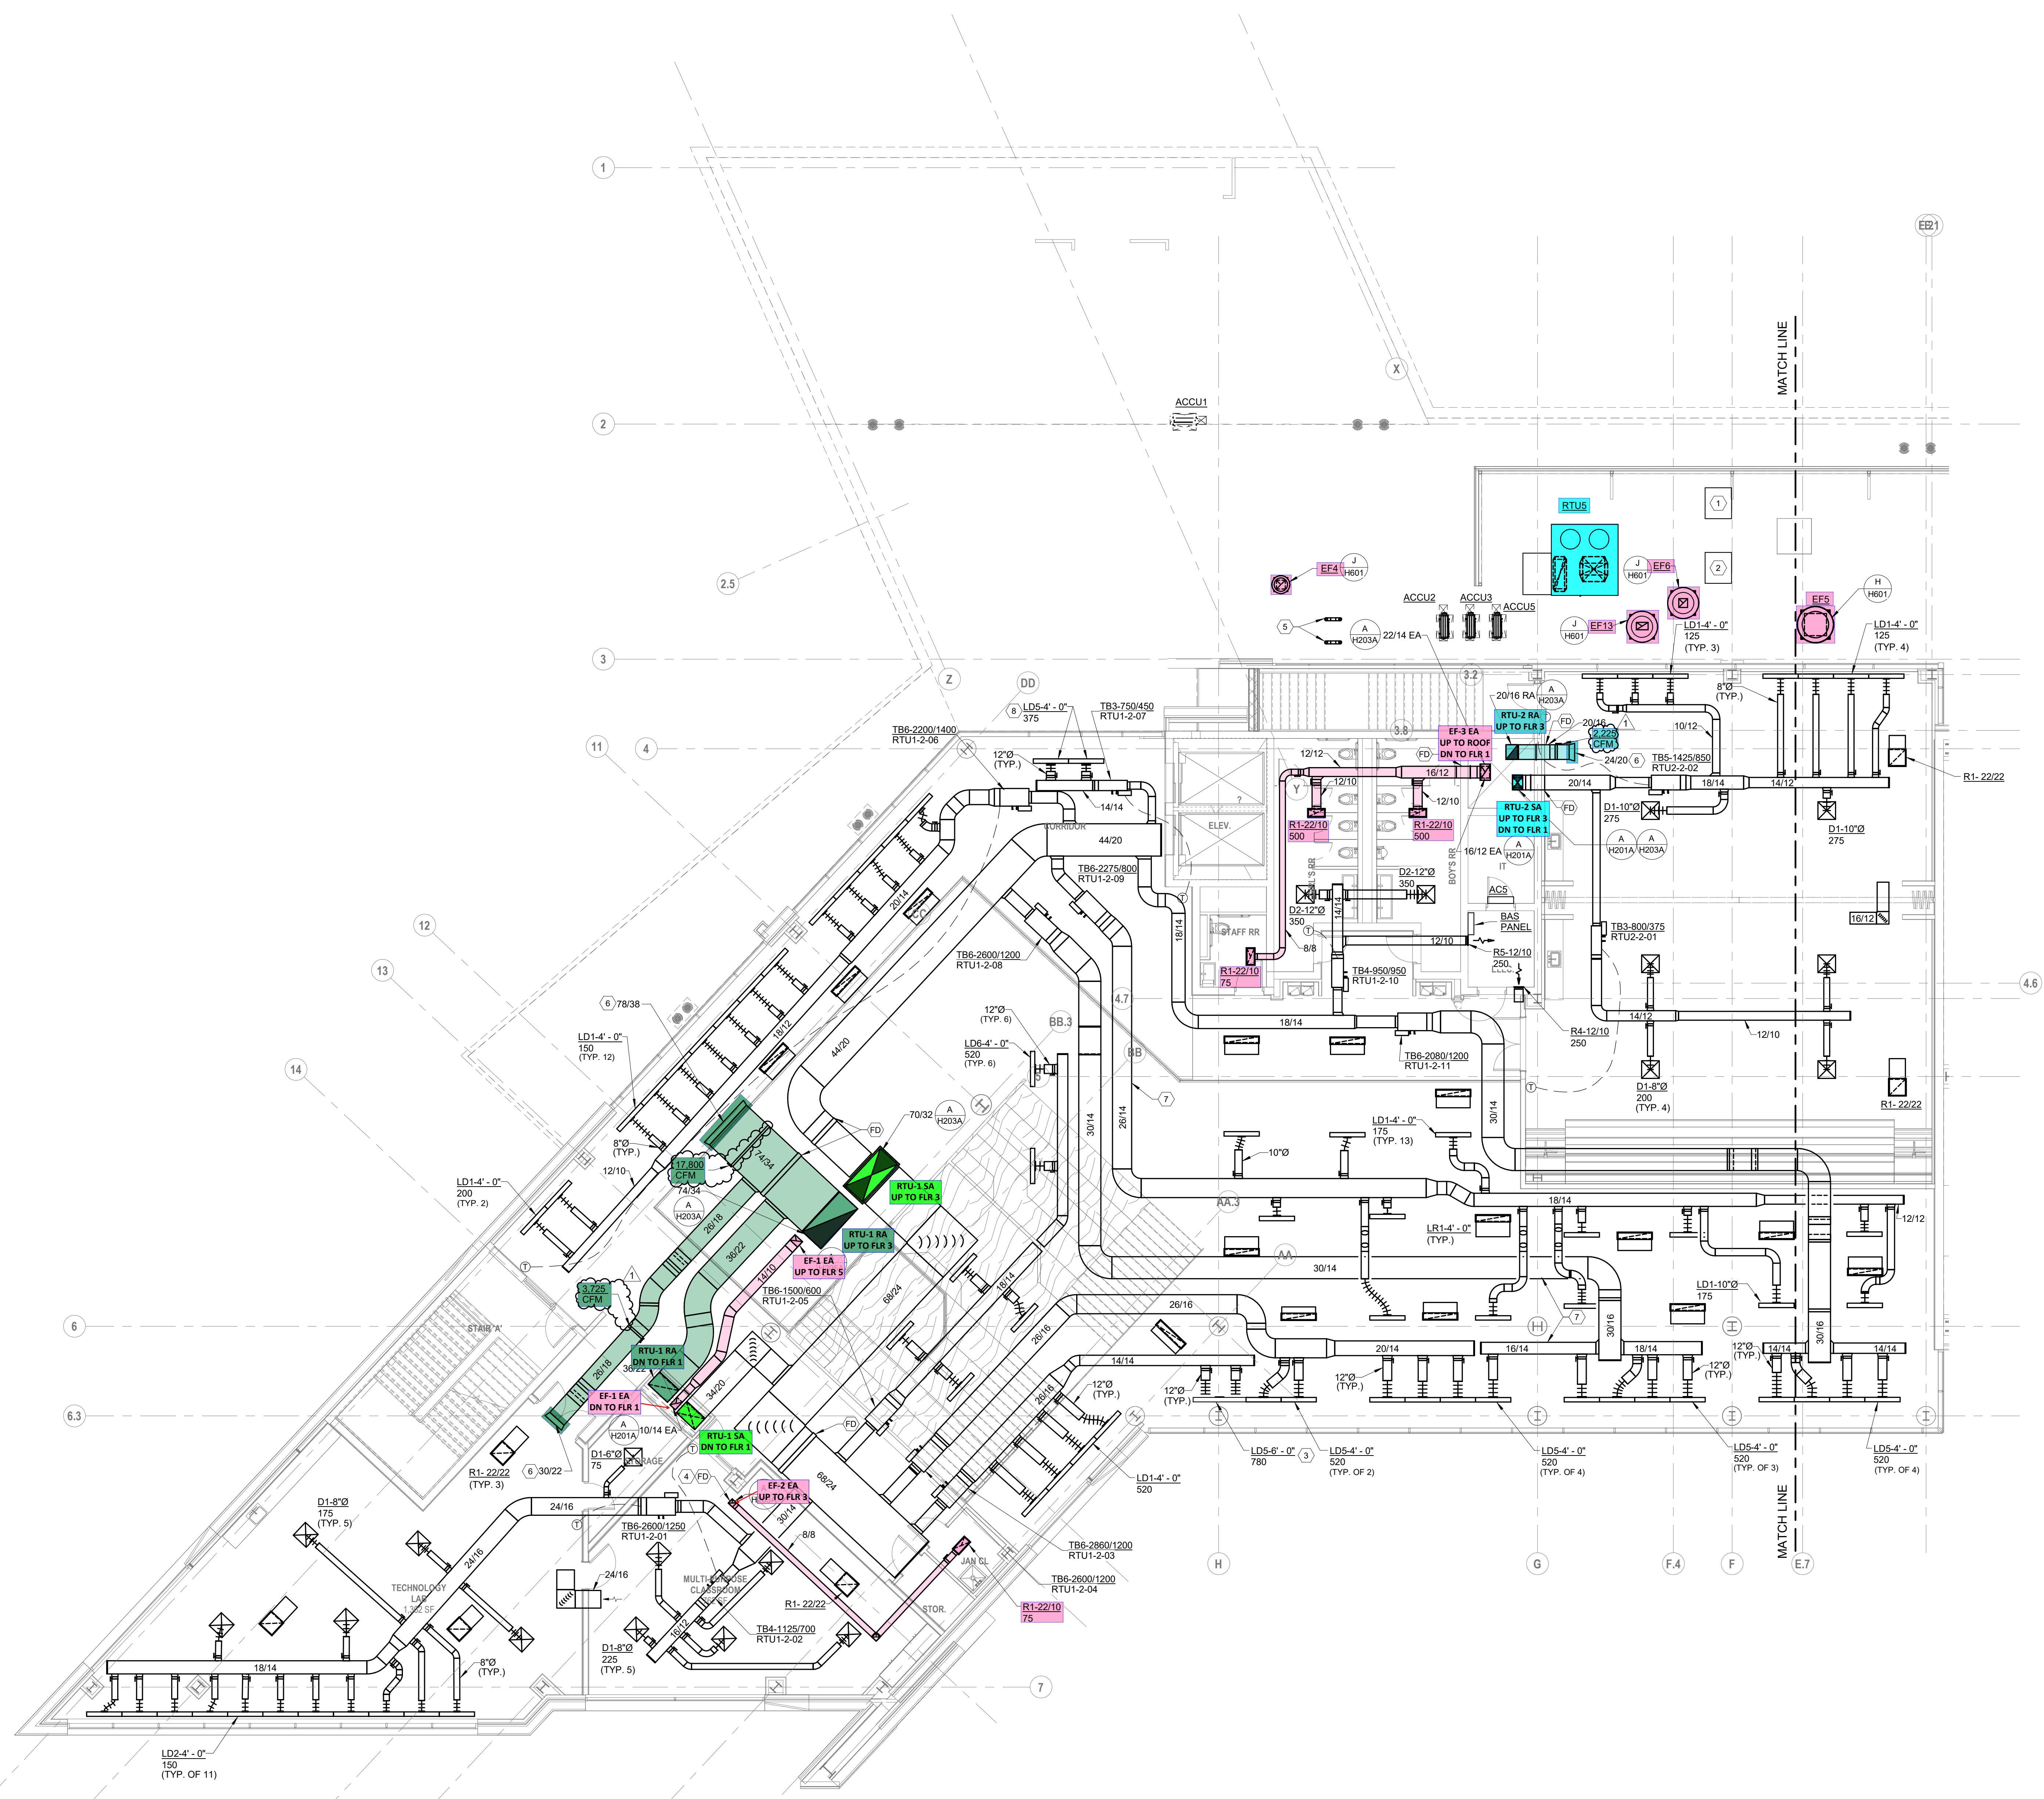 1
EE21
MATCH LINE
X
ACCU1
2
RTU5
1
2
2.5
EF4
J
H601
J
H601
EF6
EF5
H
H601
ACCU2
ACCU3
ACCU5
5
A
H203A
22/14 EA
J
H601
EF13
LD1-4' - 0"
125
(TYP. 3)
LD1-4' - 0"
125
(TYP. 4)
3
Z
DD
3.2
20/16 RA
A
H203A
8"Ø
(TYP.)
8
LD5-4' - 0"
375
TB3-750/450
RTU1-2-07
RTU-2 RA
UP TO FLR 3
FD
20/16
1
2,225
CFM
10/12
TB6-2200/1400
RTU1-2-06
3.8
EF-3 EA
UP TO ROOF
DN TO FLR 1
11
4
12"Ø
(TYP.)
12/12
FD
16/12
24/20
6
TB5-1425/850
RTU2-2-02
R1- 22/22
14/14
Y
12/10
12/10
20/14
18/14
14/12
?
RTU-2 SA
UP TO FLR 3
DN TO FLR 1
FD
D1-10"Ø
275
D1-10"Ø
275
CORRIDOR
44/20
ELEV.
R1-22/10
500
R1-22/10
500
16/12 EA
A
H201A
A
H201A
A
H203A
TB6-2275/800
RTU1-2-09
20/14
CC
D2-12"Ø
350
D2-12"Ø
350
BOY'S RR
IT
AC5
14/14
18/14
STAFF RR
8/8
12/10
BAS
PANEL
R5-12/10
250
16/12
TB3-800/375
RTU2-2-01
12
TB6-2600/1200
RTU1-2-08
R1-22/10
75
TB4-950/950
RTU1-2-10
13
4.6
6
78/38
4.7
12"Ø
(TYP. 6)
BB.3
18/12
18/14
14/12
12/10
LD1-4' - 0"
150
(TYP. 12)
LD6-4' - 0"
520
(TYP. 6)
BB
R4-12/10
250
TB6-2080/1200
RTU1-2-11
44/20
14
D1-8"Ø
200
(TYP. 4)
R1- 22/22
7
70/32
A
H203A
FD
30/14
26/14
30/14
LD1-4' - 0"
175
(TYP. 13)
8"Ø
(TYP.)
10"Ø
74/34
17,800
CFM
74/34
12/10
LD1-4' - 0"
200
(TYP. 2)
RTU-1 SA
UP TO FLR 3
A
H203A
26/18
AA.3
18/14
12/12
LR1-4' - 0"
(TYP.)
RTU-1 RA
UP TO FLR 3
36/22
AA
EF-1 EA
UP TO FLR 5
30/14
14/10
1
3,725
CFM
TB6-1500/600
RTU1-2-05
68/24
18/14
LD1-10"Ø
175
26/16
6
STAIR 'A'
26/16
7
30/16
30/16
RTU-1 RA
DN TO FLR 1
36/22
26/18
20/14
16/14
18/14
14/14
14/14
14/14
12"Ø
(TYP.)
34/20
26/16
12"Ø
(TYP.)
12"Ø
(TYP.)
12"Ø
(TYP.)
12"Ø
(TYP.)
EF-1 EA
DN TO FLR 1
6.3
A
H201A
10/14 EA
FD
RTU-1 SA
DN TO FLR 1
D1-6"Ø
75
STORAGE
6
30/22
R1- 22/22
(TYP. 3)
LD5-6' - 0"
780
3
LD5-4' - 0"
520
(TYP. OF 2)
LD5-4' - 0"
520
(TYP. OF 4)
LD5-4' - 0"
520
(TYP. OF 3)
LD5-4' - 0"
520
(TYP. OF 4)
LD1-4' - 0"
520
4
FD
EF-2 EA
UP TO FLR 3
68/24
D1-8"Ø
175
(TYP. 5)
24/16
30/14
TB6-2600/1250
RTU1-2-01
8/8
TB6-2860/1200
RTU1-2-03
24/16
JAN CL
TB6-2600/1200
RTU1-2-04
H
G
F.4
F
E.7
MATCH LINE
24/16
TECHNOLOGY
LAB
1,302 SF
MULTI-PURPOSE
CLASSROOM
R1- 22/22
STOR.
R1-22/10
75
TB4-1125/700
RTU1-2-02
16/12
D1-8"Ø
225
(TYP. 5)
18/14
8"Ø
(TYP.)
7
LD2-4' - 0"
150
(TYP. OF 11)